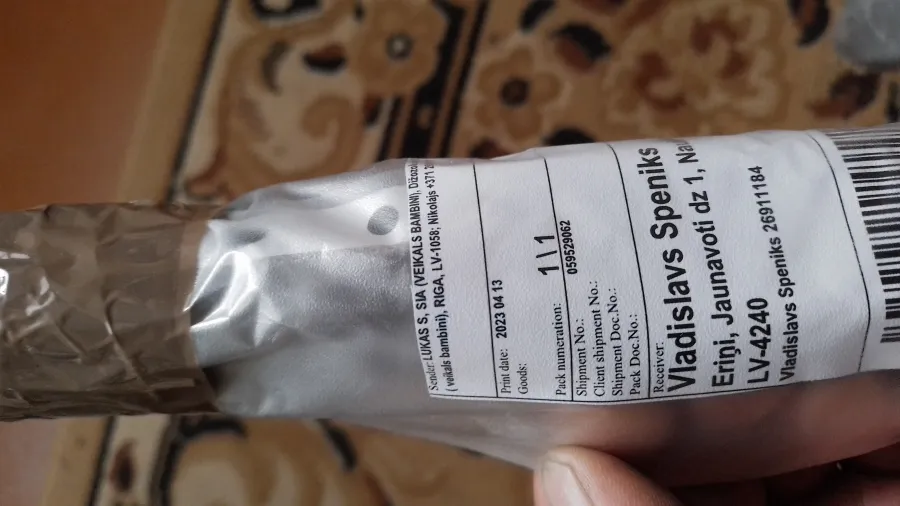 Sender: LUKAS S, SIA (VEIKALS BAMBINI),
( veikals bambini), RIGA, LV-1058; Nikolajs +371
Print date: 2023 04 13
Goods:
Pack numeration: 1 \ 1
Shipment No.: 059529062
Client shipment No.:
Shipment Doc.No.:
Pack Doc.No.:
Receiver:
Vladislavs Speniks
Eriņi, Jaunavoti dz 1,
LV-4240
Vladislavs Speniks 26911184